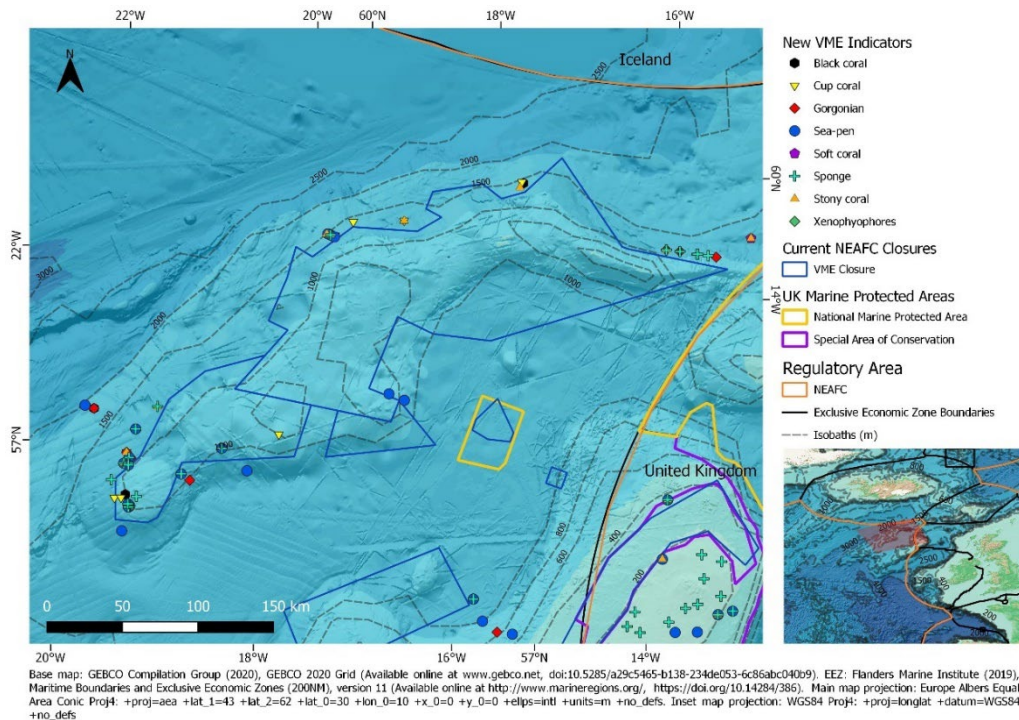 22°W 20°W 60°W 18°W 16°W
Iceland
2500
2500
2000
1500
60°N
22°W
3000
1000
1000
14°W
2000
1500
57°N
1000
United Kingdom
800
600
400
200
0 50 100 150 km
20°W 18°W 16°W 57°N 14°W
N
New VME Indicators
Black coral
Cup coral
Gorgonian
Sea-pen
Soft coral
Sponge
Stony coral
Xenophyophores
Current NEAFC Closures
VME Closure
UK Marine Protected Areas
National Marine Protected Area
Special Area of Conservation
Regulatory Area
NEAFC
Exclusive Economic Zone Boundaries
Isobaths (m)
Base map: GEBCO Compilation Group (2020), GEBCO 2020 Grid (Available online at www.gebco.net, doi:10.5285/a29c5465-b138-234de053-6c86abc040b9). EEZ: Flanders Marine Institute (2019),
Maritime Boundaries and Exclusive Economic Zones (200NM), version 11 (Available online at http://www.marineregions.org/, https://doi.org/10.14284/386). Main map projection: Europe Albers Equal
Area Conic Proj4: +proj=aea +lat_1=43 +lat_2=62 +lat_0=30 +lon_0=10 +x_0=0 +y_0=0 +ellps=intl +units=m +no_defs. Inset map projection: WGS84 Proj4: +proj=longlat +datum=WGS84
+no_defs